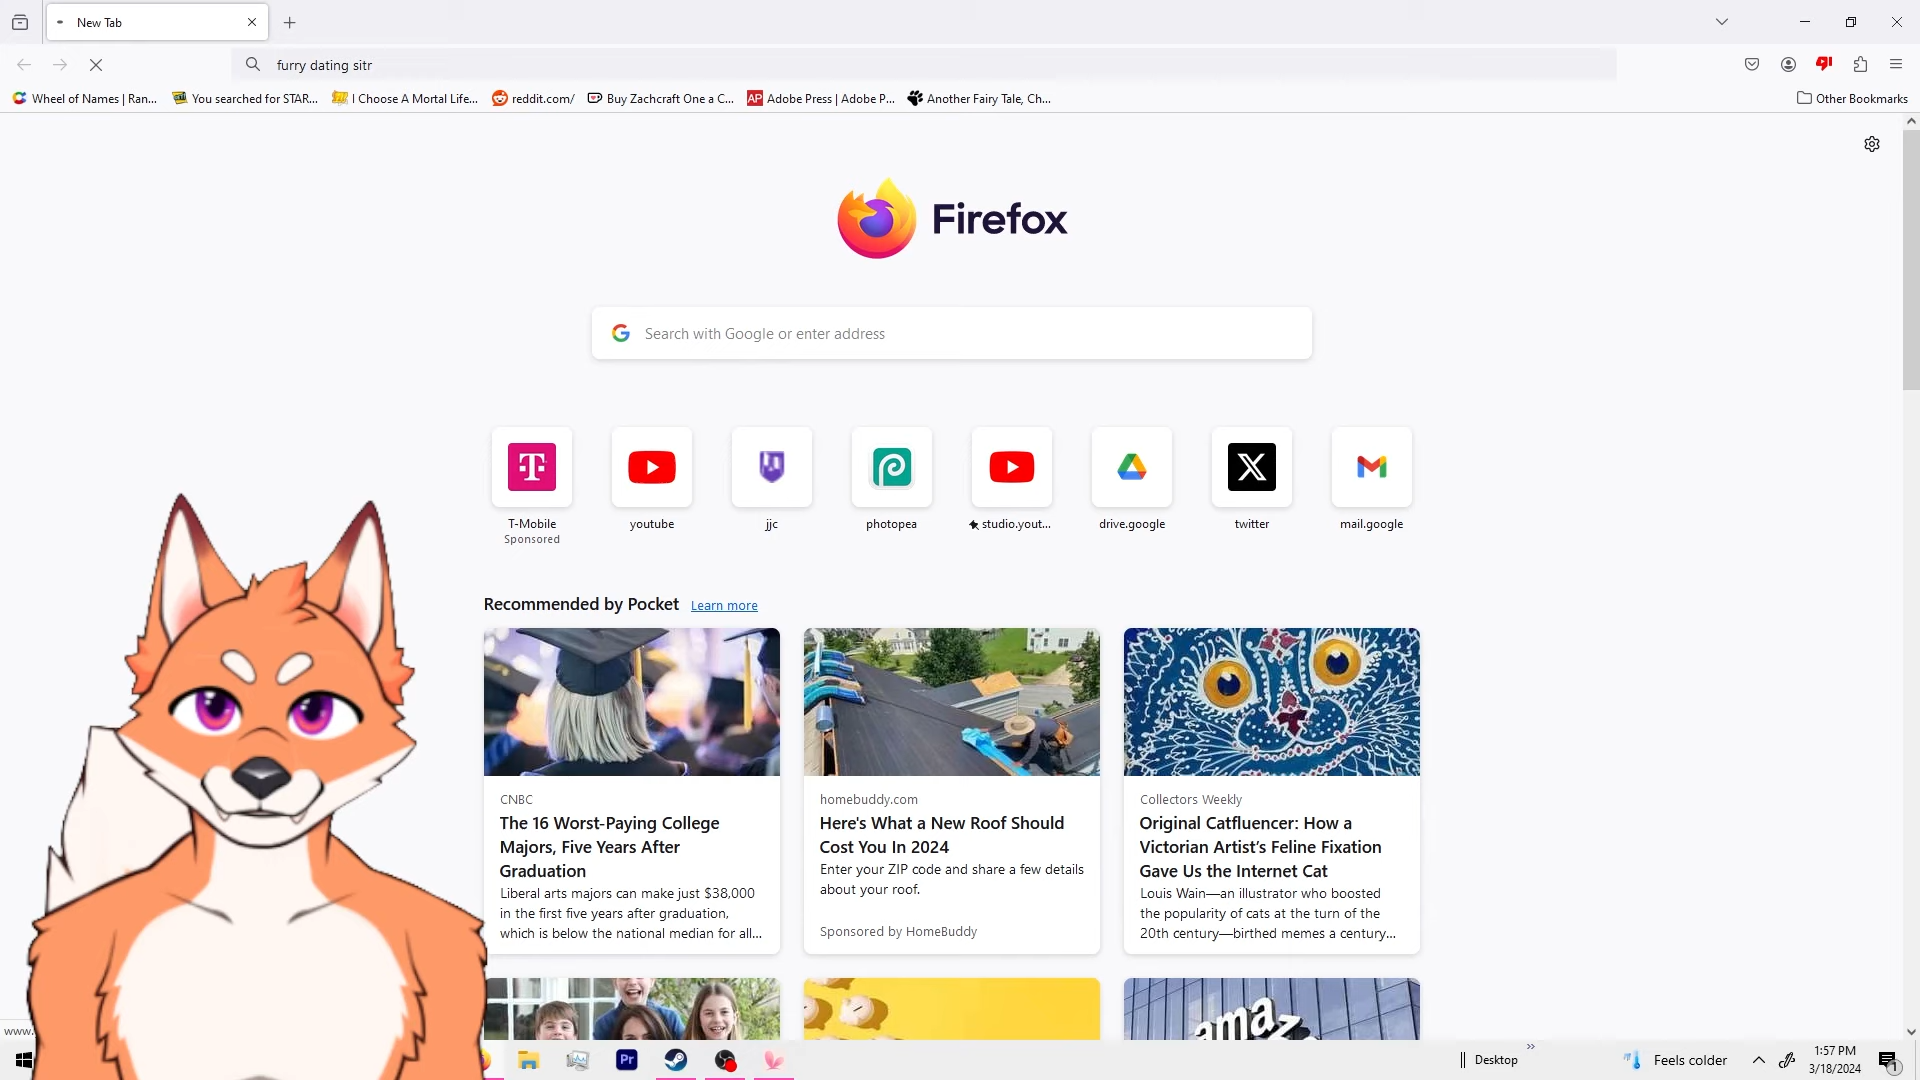 New Tab
furry dating sitr
Wheel of Names | Ran...
You searched for STAR...
I Choose A Mortal Life...
reddit.com/
Buy Zachcraft One a C...
AP
Adobe Press | Adobe P...
Another Fairy Tale, Ch...
Other Bookmarks
Firefox
Search with Google or enter address
T-Mobile
Sponsored
youtube
jjc
photopea
studio.yout...
drive.google
twitter
mail.google
Recommended by Pocket Learn more
CNBC
The 16 Worst-Paying College
Majors, Five Years After
Graduation
Liberal arts majors can make just $38,000
in the first five years after graduation,
which is below the national median for all...
homebuddy.com
Here's What a New Roof Should
Cost You In 2024
Enter your ZIP code and share a few details
about your roof.
Sponsored by HomeBuddy
Collectors Weekly
Original Catfluencer: How a
Victorian Artist’s Feline Fixation
Gave Us the Internet Cat
Louis Wain—an illustrator who boosted
the popularity of cats at the turn of the
20th century—birthed memes a century...
amaz
www.
Pr
Desktop
Feels colder
1:57 PM
3/18/2024
1